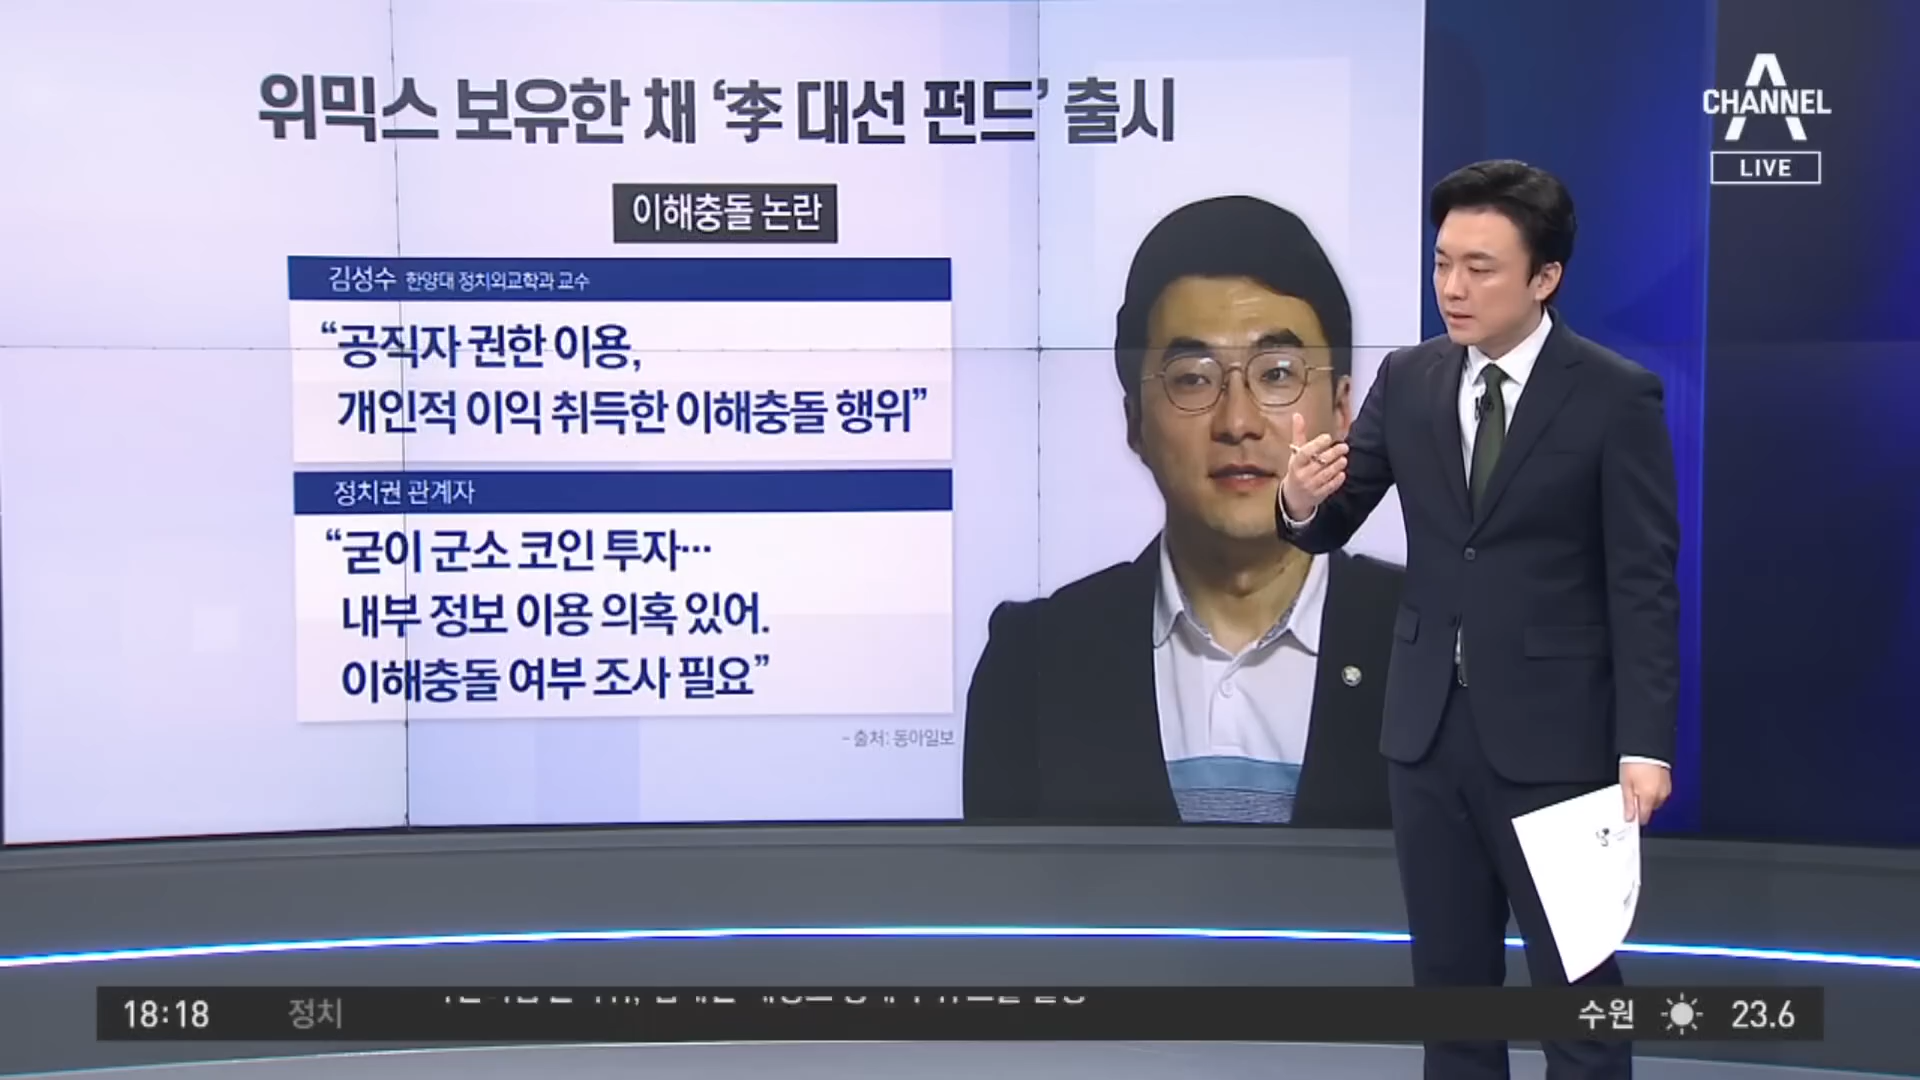 위믹스 보유한 채 ‘李 대선 펀드’ 출시
이해충돌 논란
김성수 한양대 정치외교학과 교수
“공직자 권한 이용,
개인적 이익 취득한 이해충돌 행위”
정치권 관계자
“굳이 군소 코인 투자…
내부 정보 이용 의혹 있어.
이해충돌 여부 조사 필요”
- 출처: 동아일보
CHANNEL A
LIVE
18:18 정치
수원 23.6